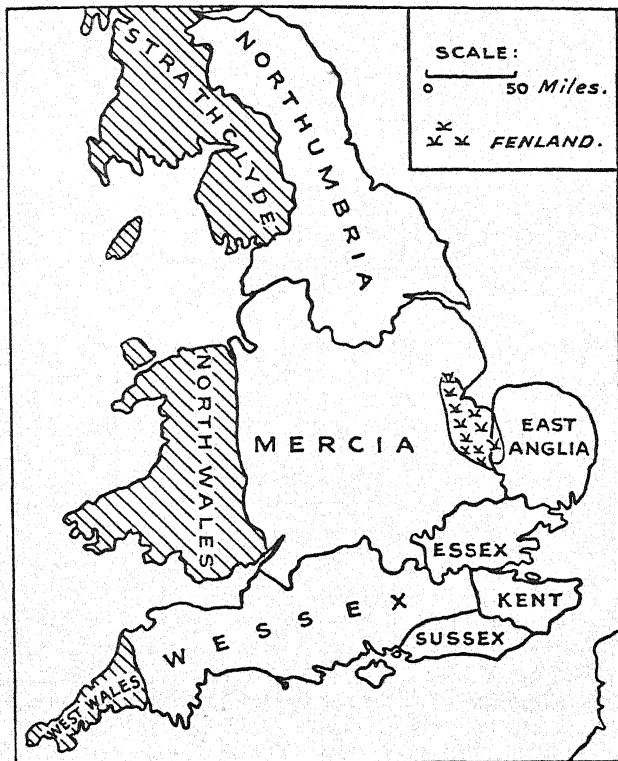 STRATHCLYDE
NORTHUMBRIA
SCALE:
0 50 Miles.
FENLAND.
NORTH WALES
MERCIA
EAST
ANGLIA
ESSEX
WESSEX
KENT
SUSSEX
WEST WALES